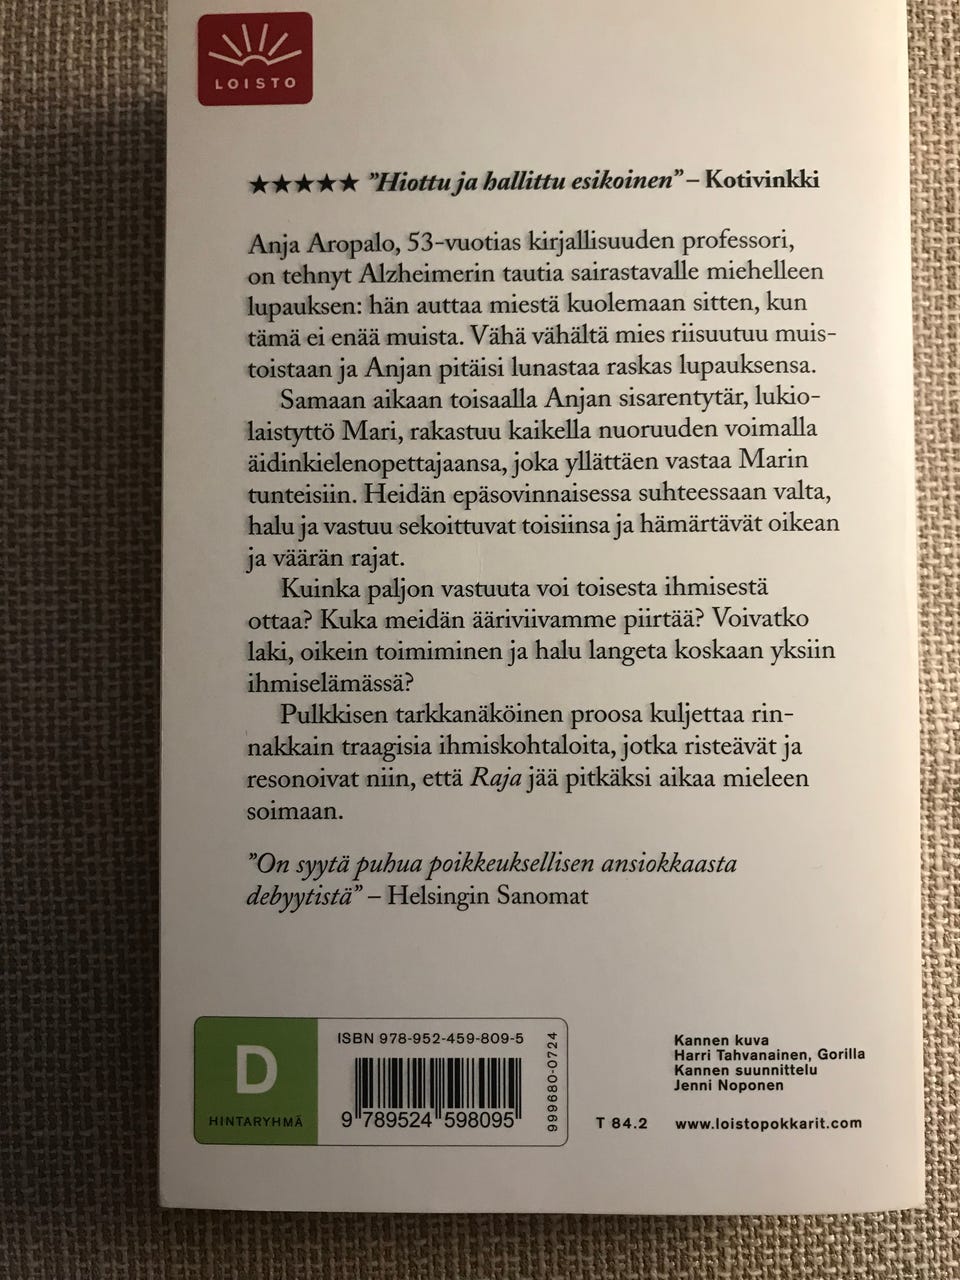 LOISTO
★★★★★ ”Hiottu ja hallittu esikoinen” – Kotivinkki
Anja Aropalo, 53-vuotias kirjallisuuden professori,
on tehnyt Alzheimerin tautia sairastavalle miehelleen
lupauksen: hän auttaa miestä kuolemaan sitten, kun
tämä ei enää muista. Vähä vähältä mies riisuutuu muis-
toistaan ja Anjan pitäisi lunastaa raskas lupauksensa.
Samaan aikaan toisaalla Anjan sisarentytär, lukio-
laistyttö Mari, rakastuu kaikella nuoruuden voimalla
äidinkielenopettajaansa, joka yllättäen vastaa Marin
tunteisiin. Heidän epäsovinnaisessa suhteessaan valta,
halu ja vastuu sekoittuvat toisiinsa ja hämärtävät oikean
ja väärän rajat.
Kuinka paljon vastuuta voi toisesta ihmisestä
ottaa? Kuka meidän ääriviivamme piirtää? Voivatko
laki, oikein toimiminen ja halu langeta koskaan yksiin
ihmiselämässä?
Pulkkisen tarkkanäköinen proosa kuljettaa rin-
nakkain traagisia ihmiskohtaloita, jotka risteävät ja
resonoivat niin, että Raja jää pitkäksi aikaa mieleen
soimaan.
”On syytä puhua poikkeuksellisen ansiokkaasta
debyytistä” – Helsingin Sanomat
D
HINTARYHMÄ
ISBN 978-952-459-809-5
9 789524 598095
999680-0724
Kannen kuva
Harri Tahvanainen, Gorilla
Kannen suunnittelu
Jenni Noponen
T 84.2 www.loistopokkarit.com